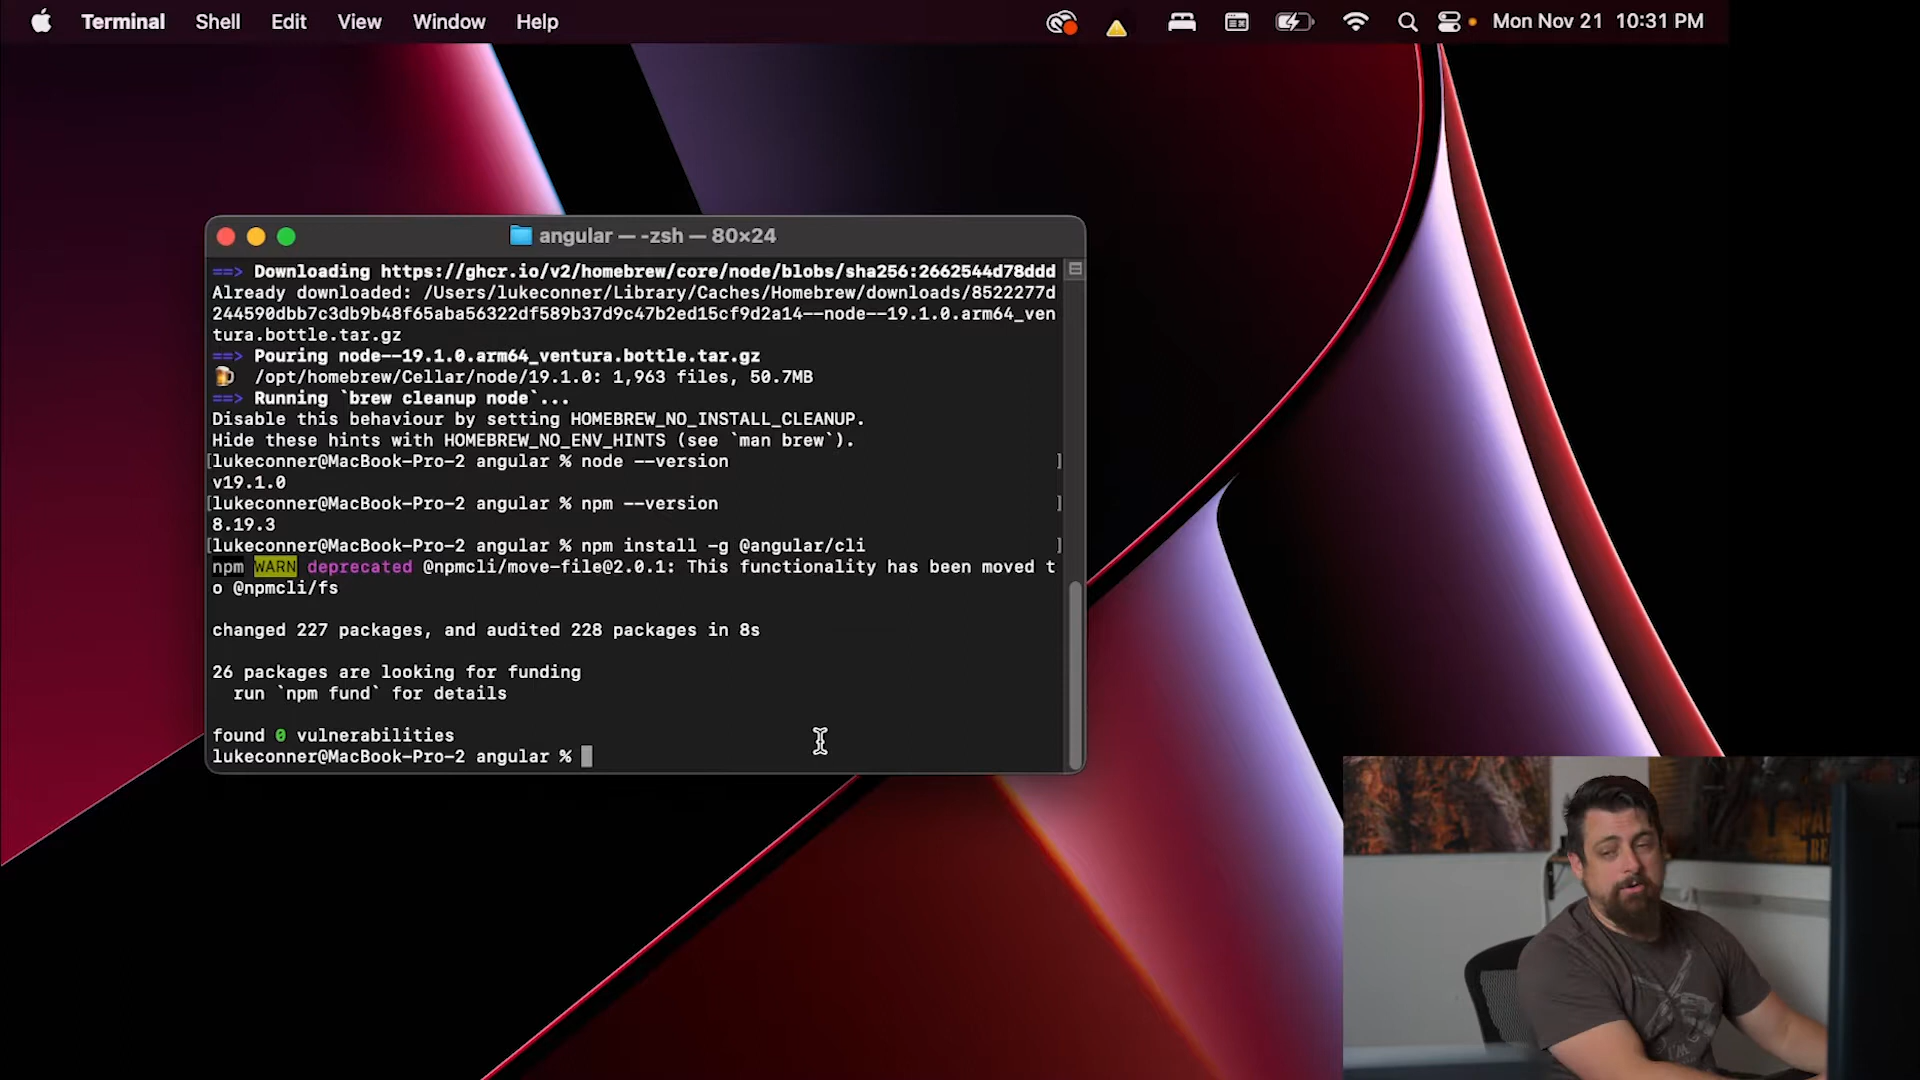 Terminal Shell Edit View Window Help Mon Nov 21 10:31 PM
angular — -zsh — 80×24
==> Downloading https://ghcr.io/v2/homebrew/core/node/blobs/sha256:2662544d78ddd
Already downloaded: /Users/lukeconner/Library/Caches/Homebrew/downloads/8522277d
244590dbb7c3db9b48f65aba56322df589b37d9c47b2ed15cf9d2a14--node--19.1.0.arm64_ven
tura.bottle.tar.gz
==> Pouring node--19.1.0.arm64_ventura.bottle.tar.gz
/opt/homebrew/Cellar/node/19.1.0: 1,963 files, 50.7MB
==> Running `brew cleanup node`...
Disable this behaviour by setting HOMEBREW_NO_INSTALL_CLEANUP.
Hide these hints with HOMEBREW_NO_ENV_HINTS (see `man brew`).
[lukeconner@MacBook-Pro-2 angular % node --version ]
v19.1.0
[lukeconner@MacBook-Pro-2 angular % npm --version ]
8.19.3
[lukeconner@MacBook-Pro-2 angular % npm install -g @angular/cli ]
npm WARN deprecated @npmcli/move-file@2.0.1: This functionality has been moved t
o @npmcli/fs
changed 227 packages, and audited 228 packages in 8s
26 packages are looking for funding
run `npm fund` for details
found 0 vulnerabilities
lukeconner@MacBook-Pro-2 angular %